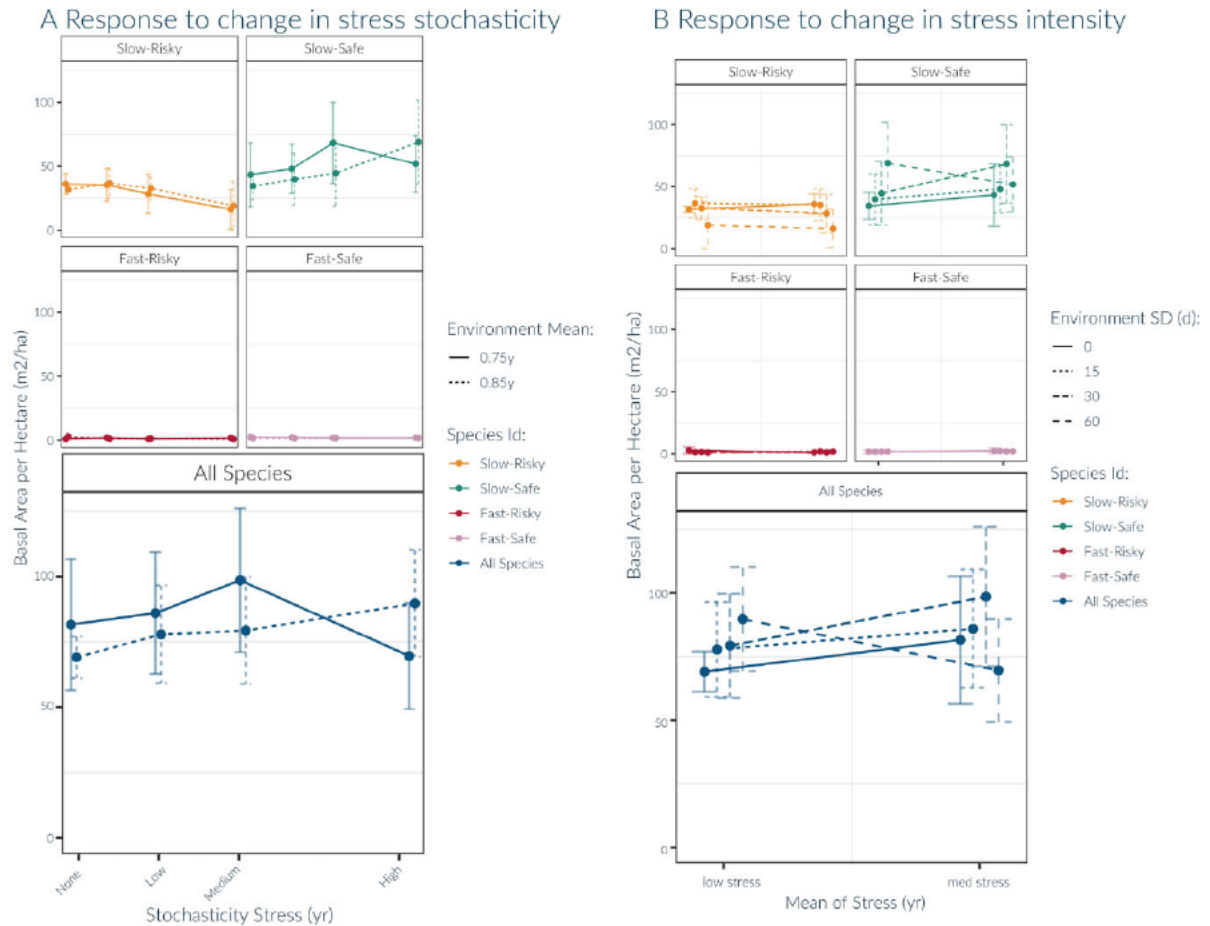 A Response to change in stress stochasticity
Slow-Risky
Slow-Safe
100
50
0
Fast-Risky
Fast-Safe
100
50
0
All Species
100
50
0
Basal Area per Hectare (m2/ha)
None
Low
Medium
High
Stochasticity Stress (yr)
Environment Mean:
0.75y
0.85y
Species Id:
Slow-Risky
Slow-Safe
Fast-Risky
Fast-Safe
All Species
B Response to change in stress intensity
Slow-Risky
Slow-Safe
100
50
0
Fast-Risky
Fast-Safe
100
50
0
All Species
100
50
0
Basal Area per Hectare (m2/ha)
low stress
med stress
Mean of Stress (yr)
Environment SD (d):
0
15
30
60
Species Id:
Slow-Risky
Slow-Safe
Fast-Risky
Fast-Safe
All Species